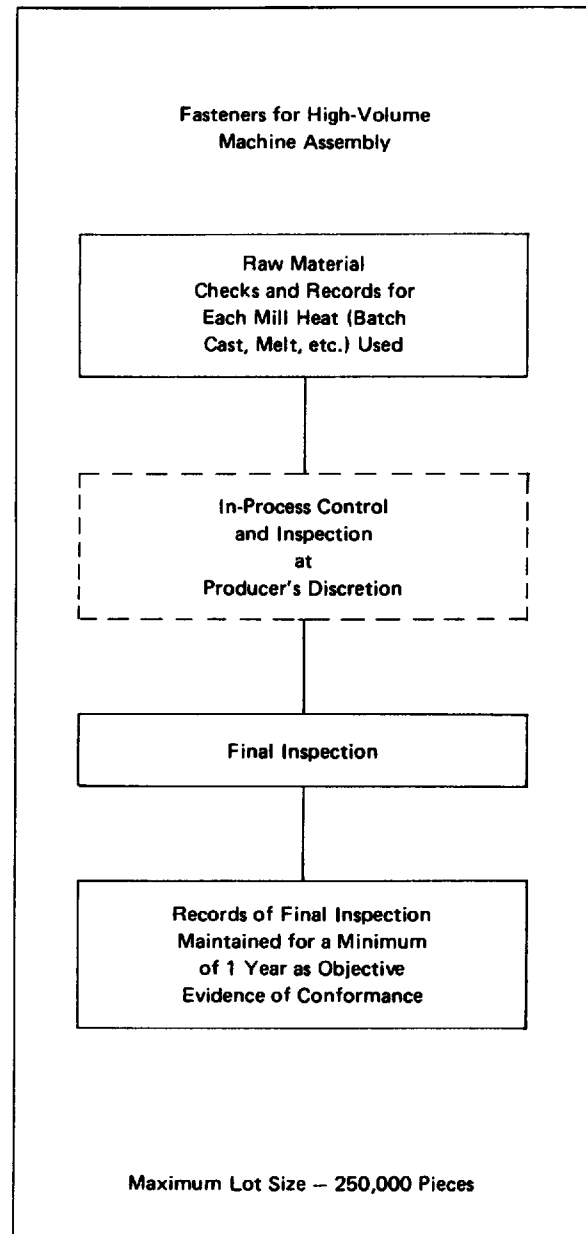 Fasteners for High-Volume
Machine Assembly
Raw Material
Checks and Records for
Each Mill Heat (Batch
Cast, Melt, etc.) Used
In-Process Control
and Inspection
at
Producer's Discretion
Final Inspection
Records of Final Inspection
Maintained for a Minimum
of 1 Year as Objective
Evidence of Conformance
Maximum Lot Size – 250,000 Pieces